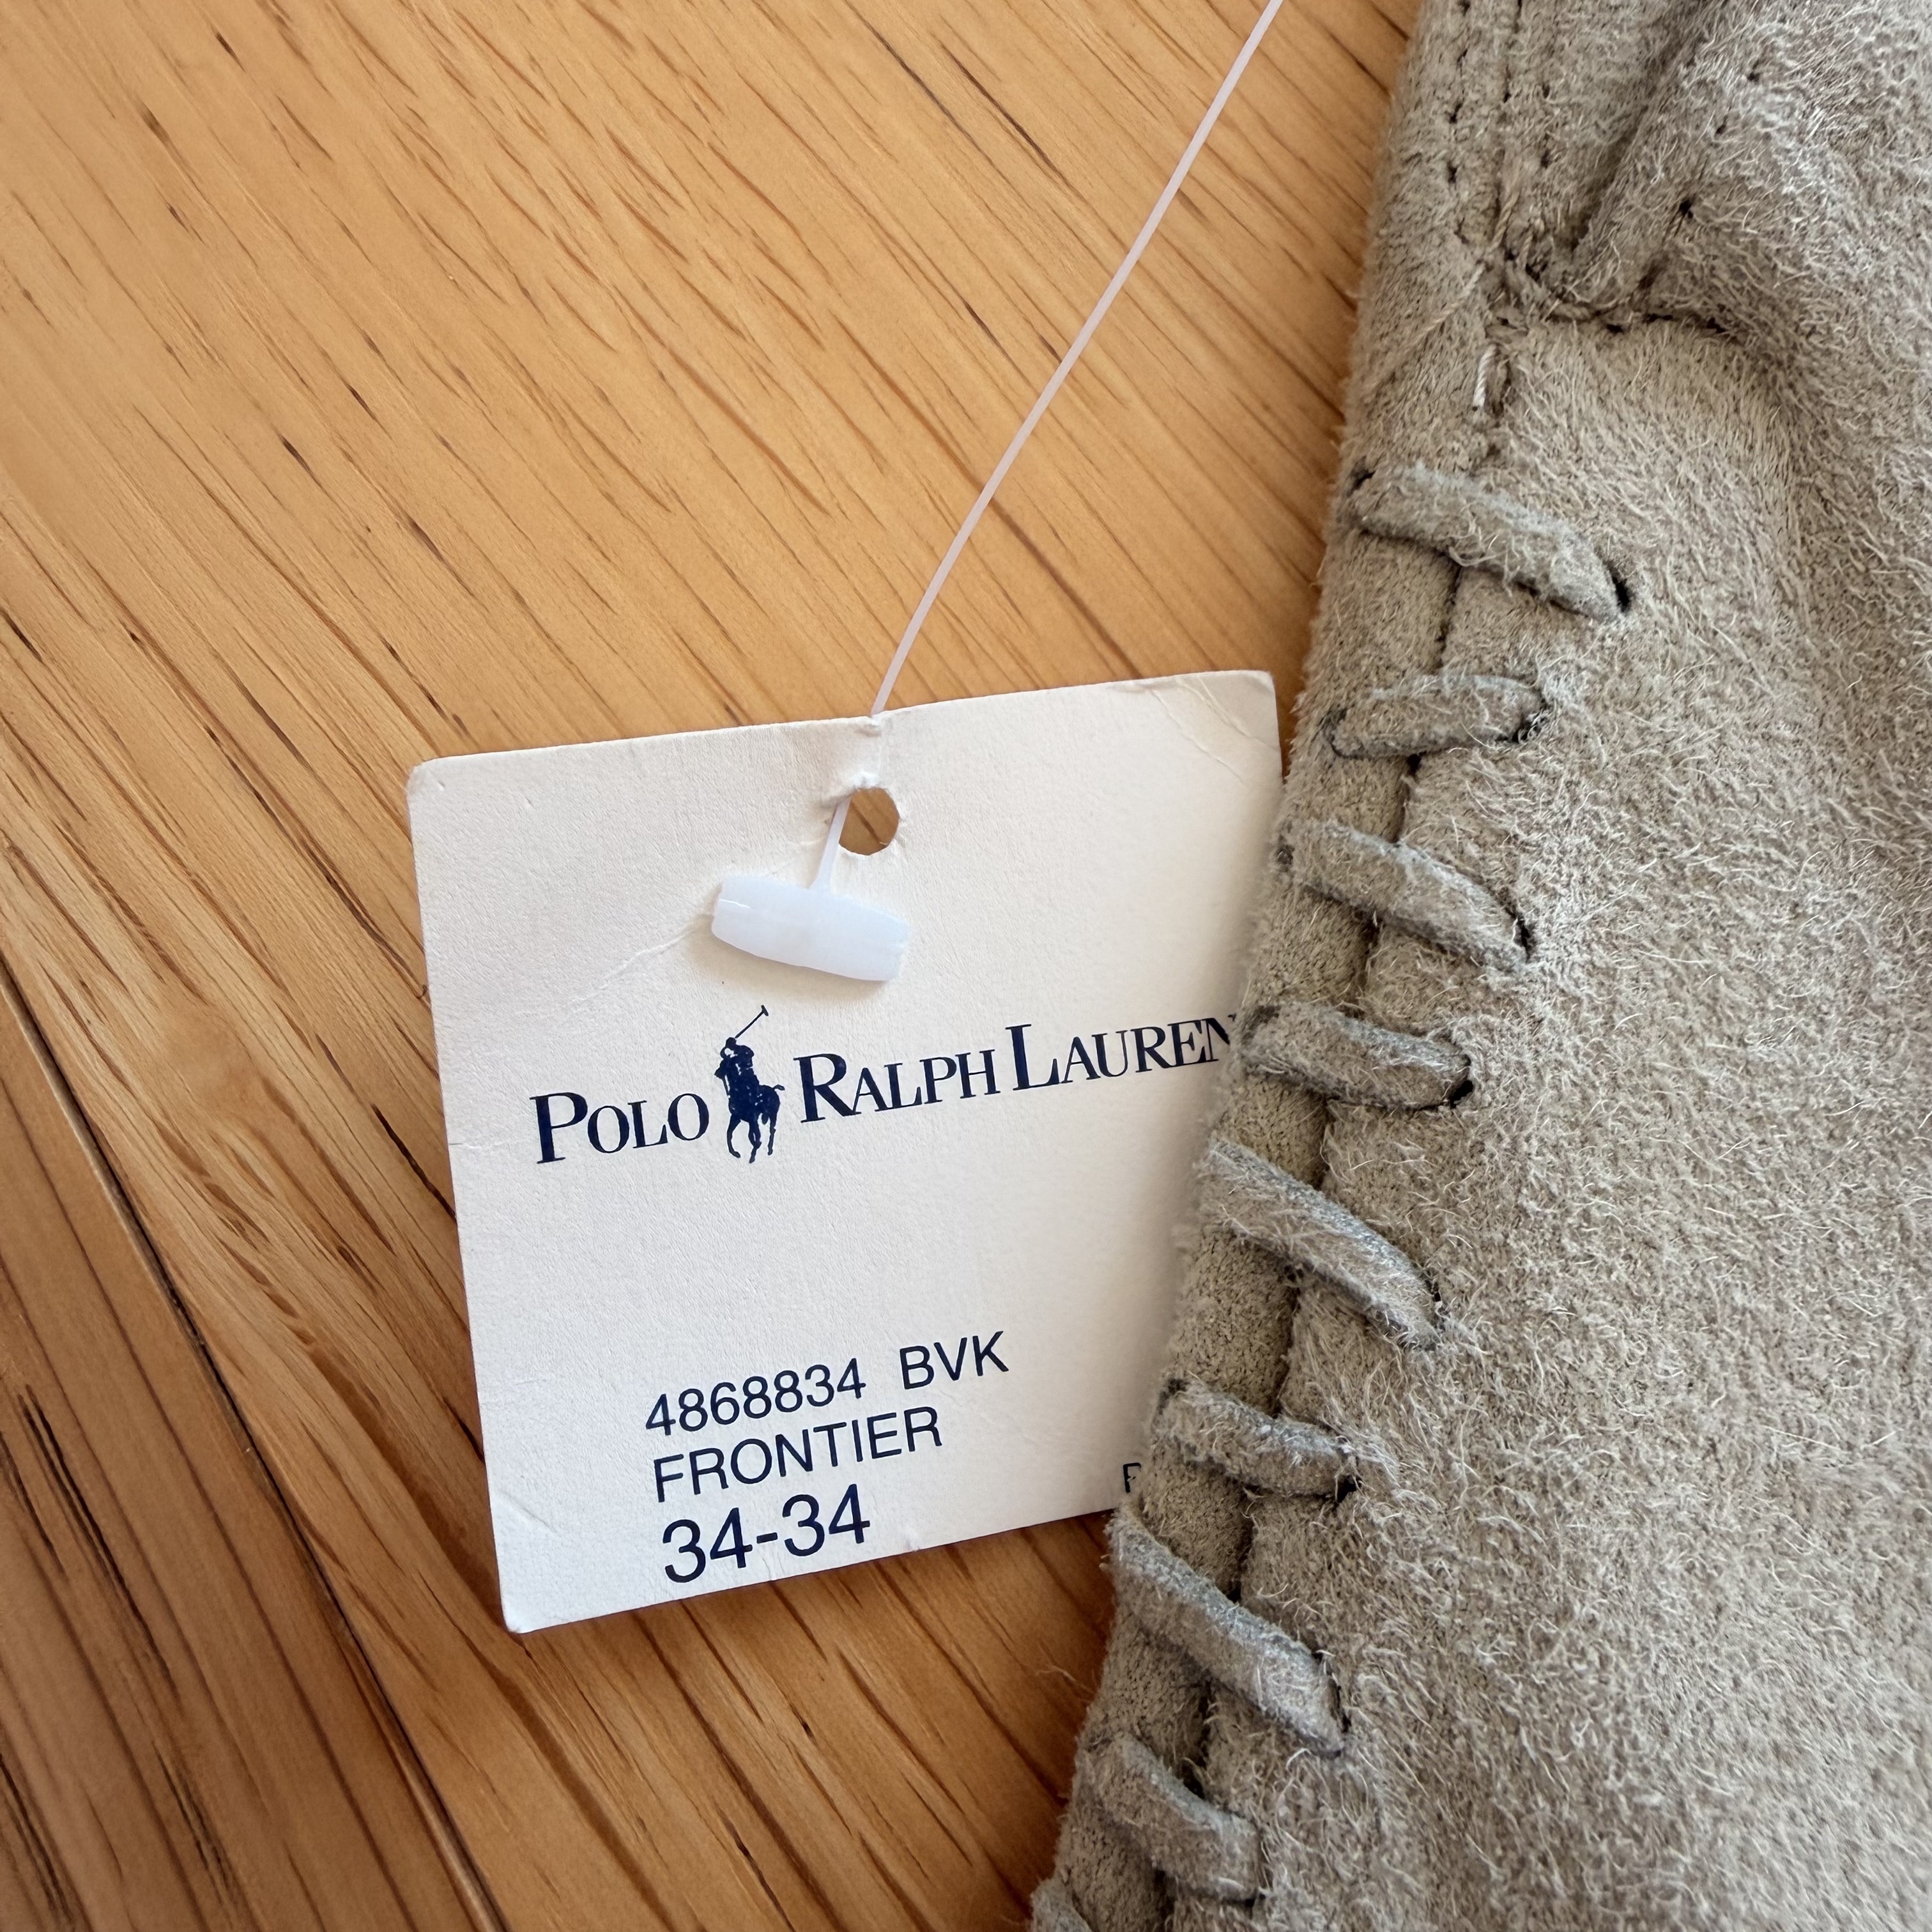 POLO RALPH LAUREN
4868834 BVK
FRONTIER
34-34